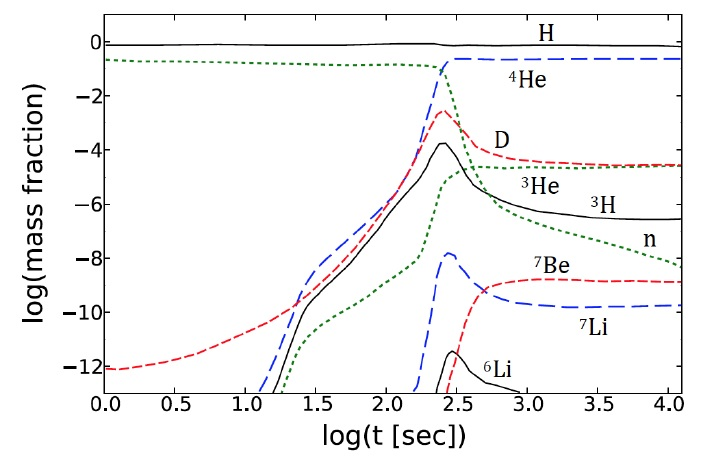 0
−2
−4
−6
−8
−10
−12
log(mass fraction)
H
⁴He
D
³He
³H
n
⁷Be
⁷Li
⁶Li
0.0 0.5 1.0 1.5 2.0 2.5 3.0 3.5 4.0
log(t [sec])